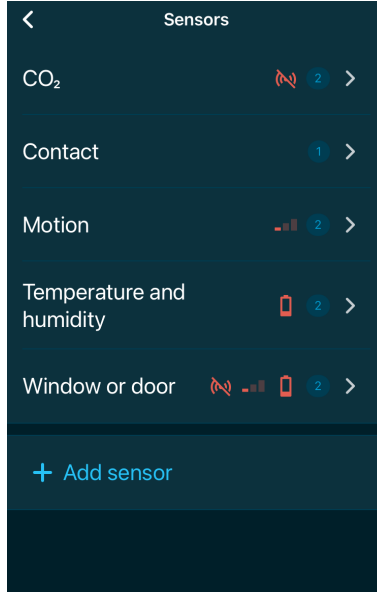 Sensors
CO₂ 2
Contact 1
Motion 2
Temperature and
humidity 2
Window or door 2
+ Add sensor